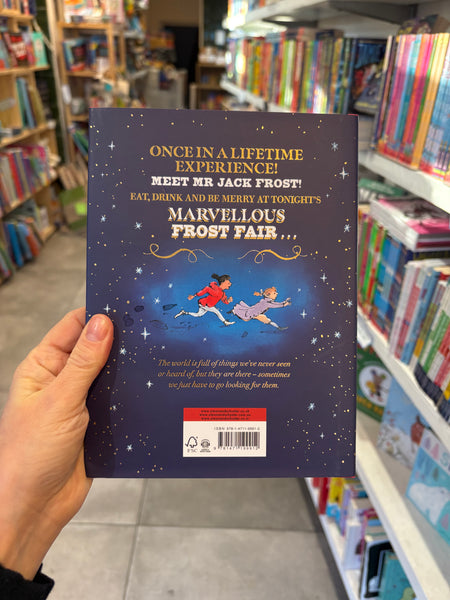 ONCE IN A LIFETIME
EXPERIENCE!
MEET MR JACK FROST!
EAT, DRINK AND BE MERRY AT TONIGHT'S
MARVELLOUS
FROST FAIR...
The world is full of things we've never seen
or heard of, but they are there – sometimes
we just have to go looking for them.
FSC